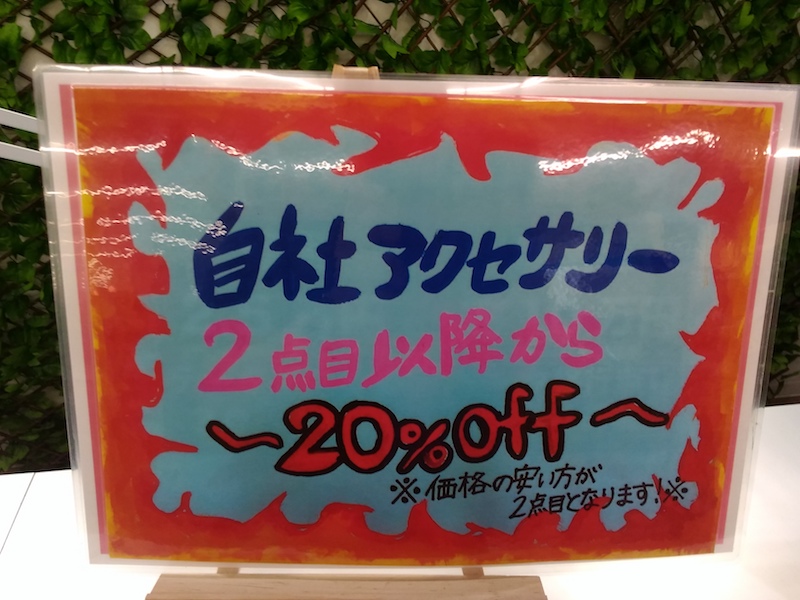 自社アクセサリー
2点目以降から
～20%Off～
※価格の安い方が
2点目となります!※